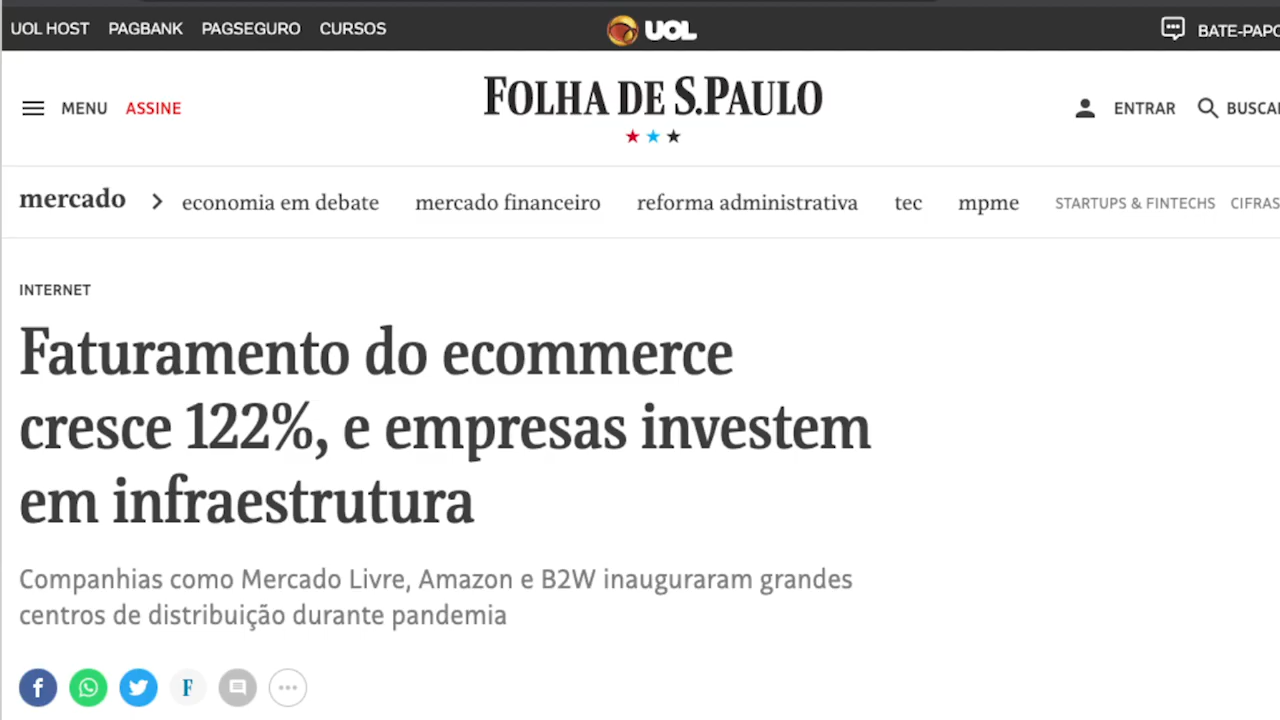 UOL HOST PAGBANK PAGSEGURO CURSOS UOL BATE-PAPO
MENU ASSINE FOLHA DE S.PAULO ENTRAR BUSCAR
mercado economia em debate mercado financeiro reforma administrativa tec mpme STARTUPS & FINTECHS CIFRAS
INTERNET
Faturamento do ecommerce
cresce 122%, e empresas investem
em infraestrutura
Companhias como Mercado Livre, Amazon e B2W inauguraram grandes
centros de distribuição durante pandemia